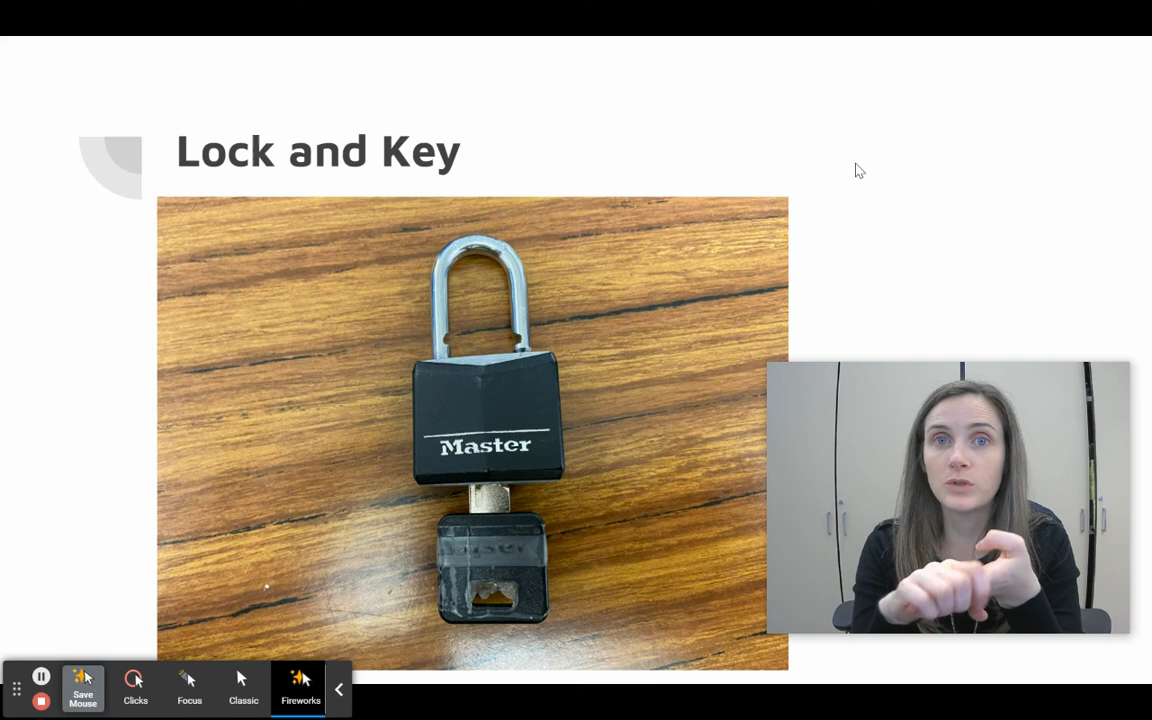 Lock and Key
Master
Save
Mouse
Clicks
Focus
Classic
Fireworks